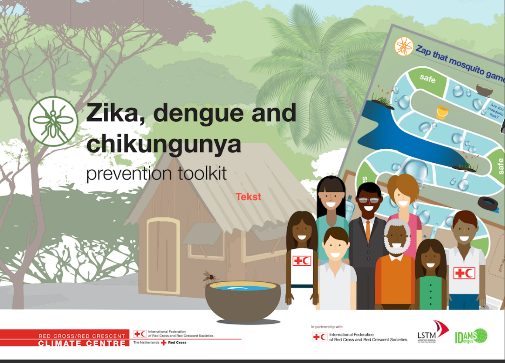 Zap that mosquito game
safe
Zika, dengue and
chikungunya
prevention toolkit
Tekst
safe
RED CROSS/RED CRESCENT
CLIMATE CENTRE
International Federation
of Red Cross and Red Crescent Societies
The Netherlands Red Cross
In partnership with:
International Federation
of Red Cross and Red Crescent Societies
LSTM
IDAMS